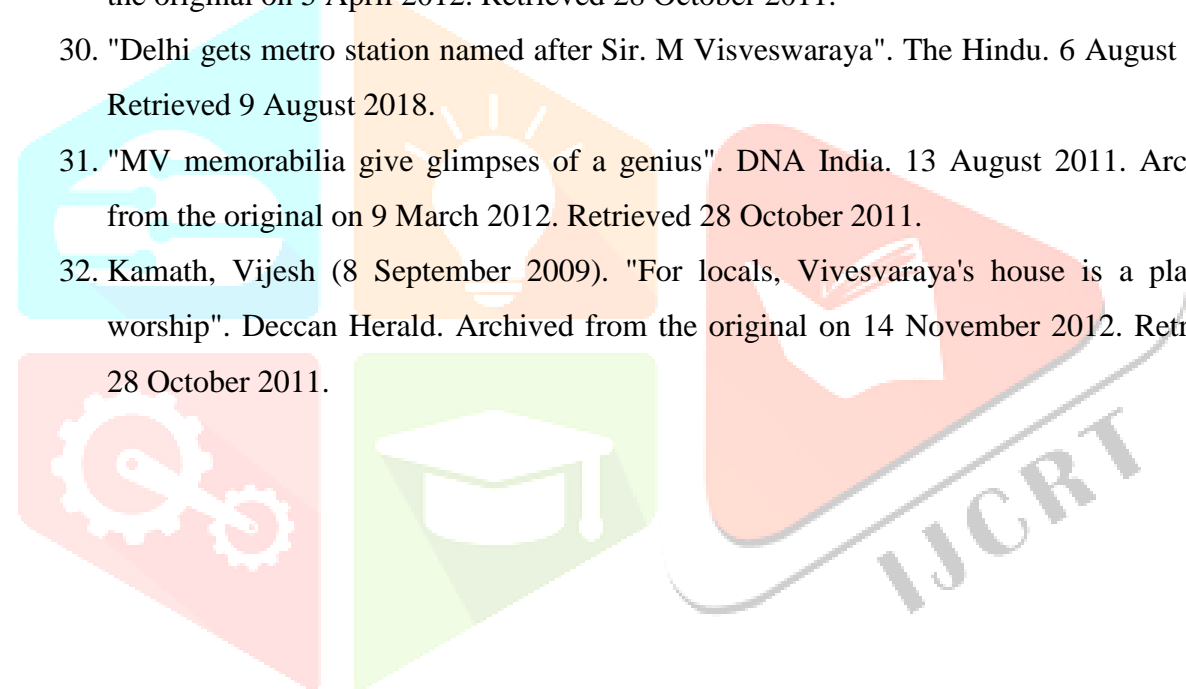 the original on 5 April 2012. Retrieved 28 October 2011.
30. "Delhi gets metro station named after Sir. M Visveswaraya". The Hindu. 6 August
Retrieved 9 August 2018.
31. "MV memorabilia give glimpses of a genius". DNA India. 13 August 2011. Arc
from the original on 9 March 2012. Retrieved 28 October 2011.
32. Kamath, Vijesh (8 September 2009). "For locals, Vivesvaraya's house is a pla
worship". Deccan Herald. Archived from the original on 14 November 2012. Retr
28 October 2011.
IJCRT